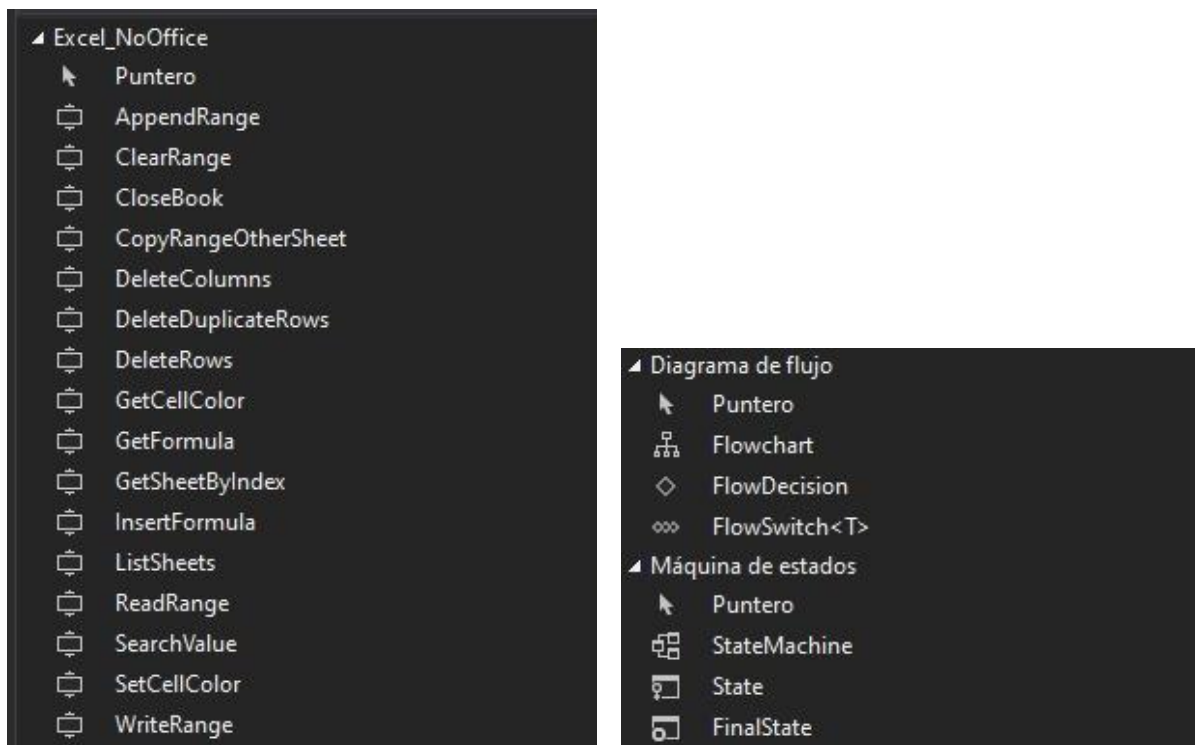 Excel_NoOffice
Puntero
AppendRange
ClearRange
CloseBook
CopyRangeOtherSheet
DeleteColumns
DeleteDuplicateRows
DeleteRows
GetCellColor
GetFormula
GetSheetByIndex
InsertFormula
ListSheets
ReadRange
SearchValue
SetCellColor
WriteRange
Diagrama de flujo
Puntero
Flowchart
FlowDecision
FlowSwitch<T>
Máquina de estados
Puntero
StateMachine
State
FinalState